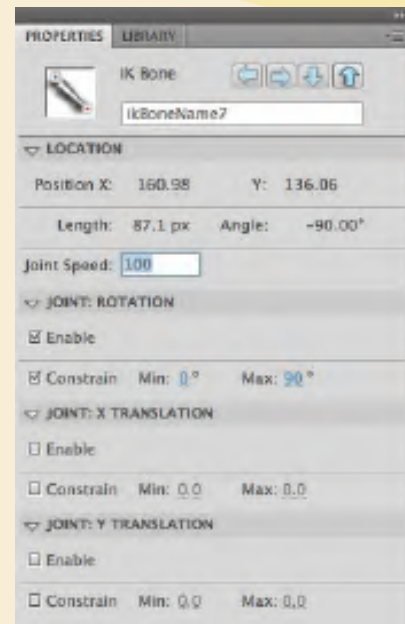 PROPERTIES LIBRARY
IK Bone
ikBoneName7
LOCATION
Position X: 160.98 Y: 136.06
Length: 87.1 px Angle: -90.00°
Joint Speed: 100
JOINT: ROTATION
Enable
Constrain Min: 0° Max: 90°
JOINT: X TRANSLATION
Enable
Constrain Min: 0.0 Max: 0.0
JOINT: Y TRANSLATION
Enable
Constrain Min: 0.0 Max: 0.0